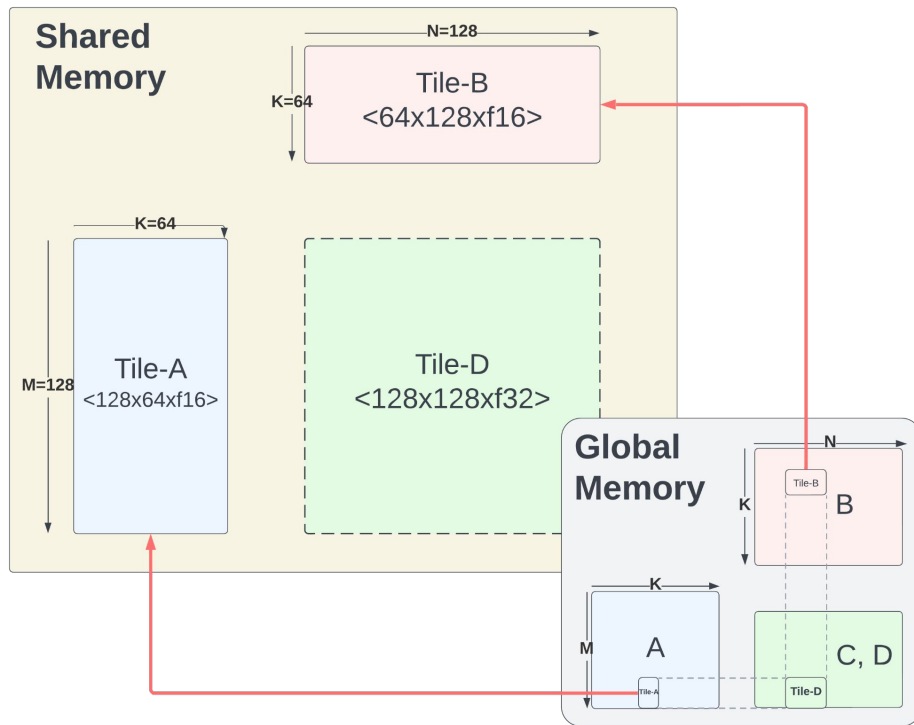 Shared
Memory
N=128
K=64
Tile-B
<64x128xf16>
K=64
M=128
Tile-A
<128x64xf16>
Tile-D
<128x128xf32>
Global
Memory
N
K
Tile-B
B
K
M
A
Tile-A
C, D
Tile-D